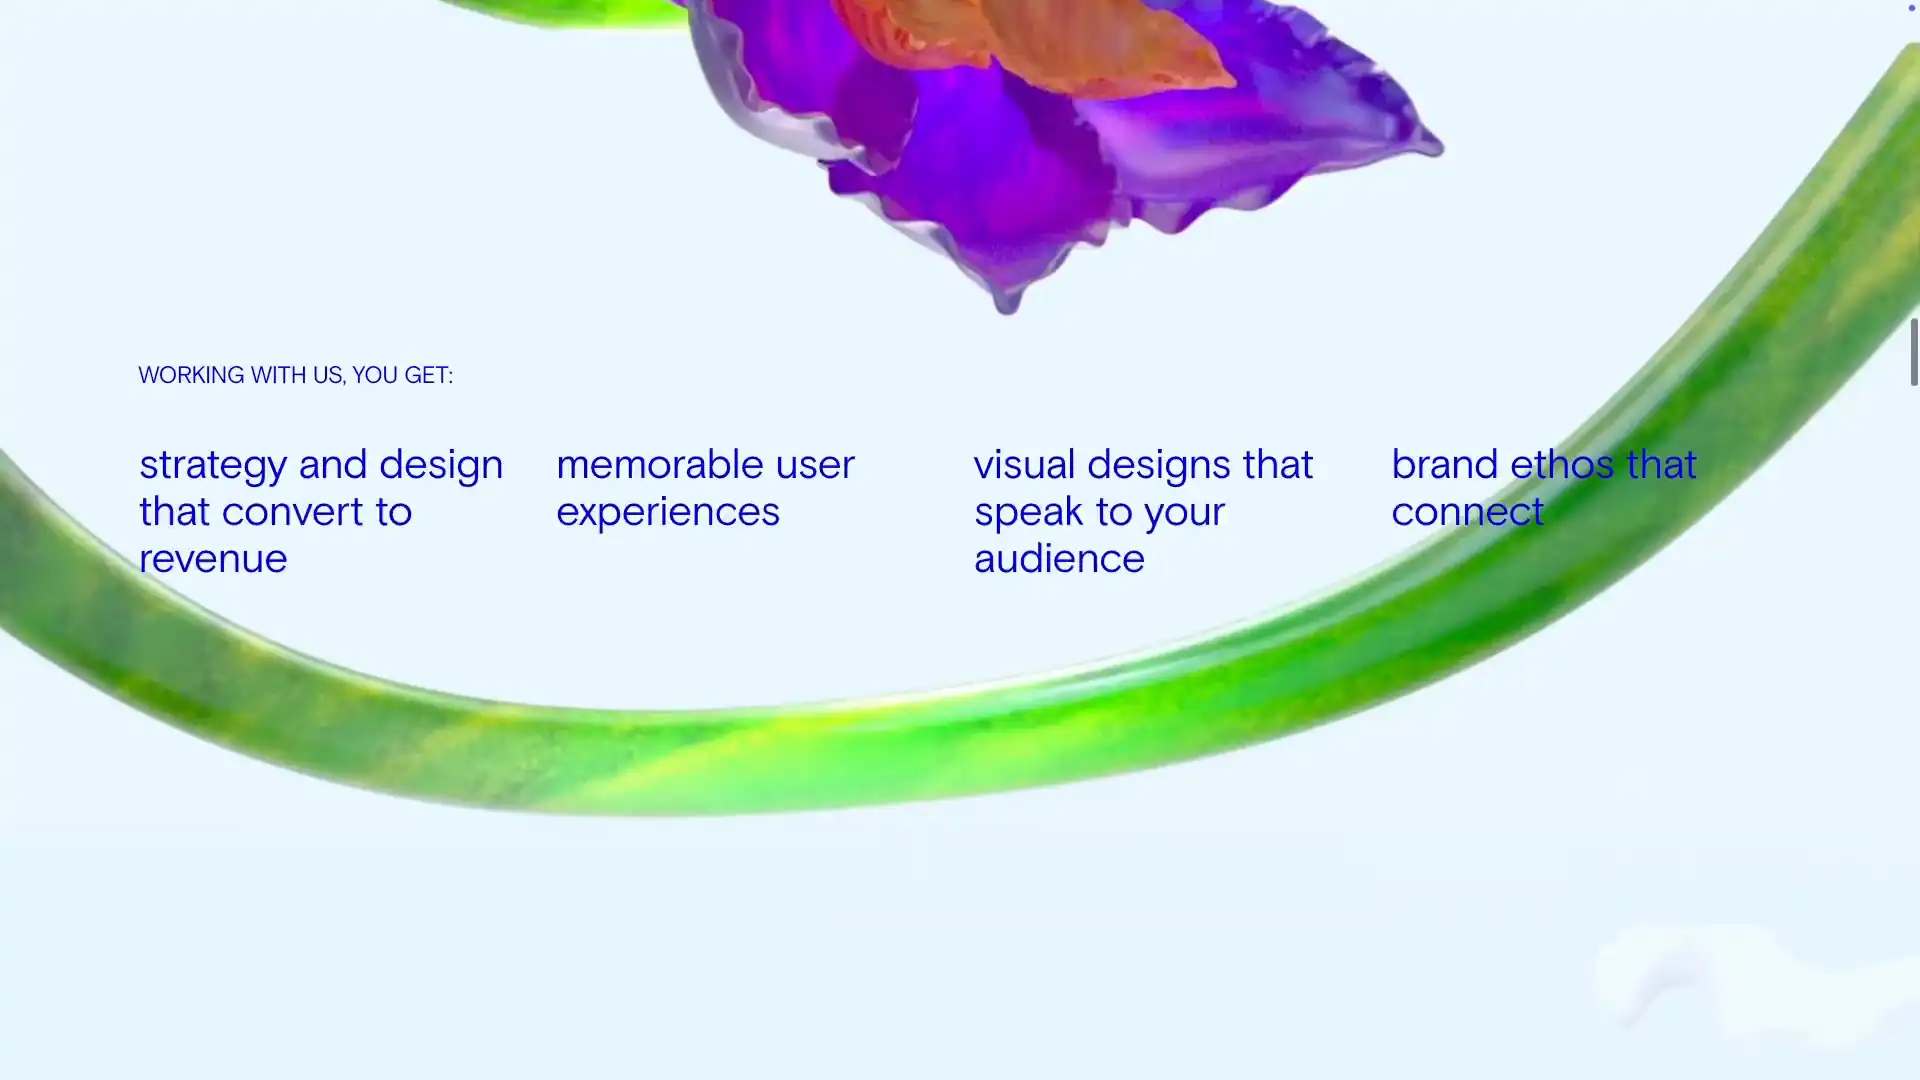 WORKING WITH US, YOU GET:
strategy and design
that convert to
revenue
memorable user
experiences
visual designs that
speak to your
audience
brand ethos that
connect